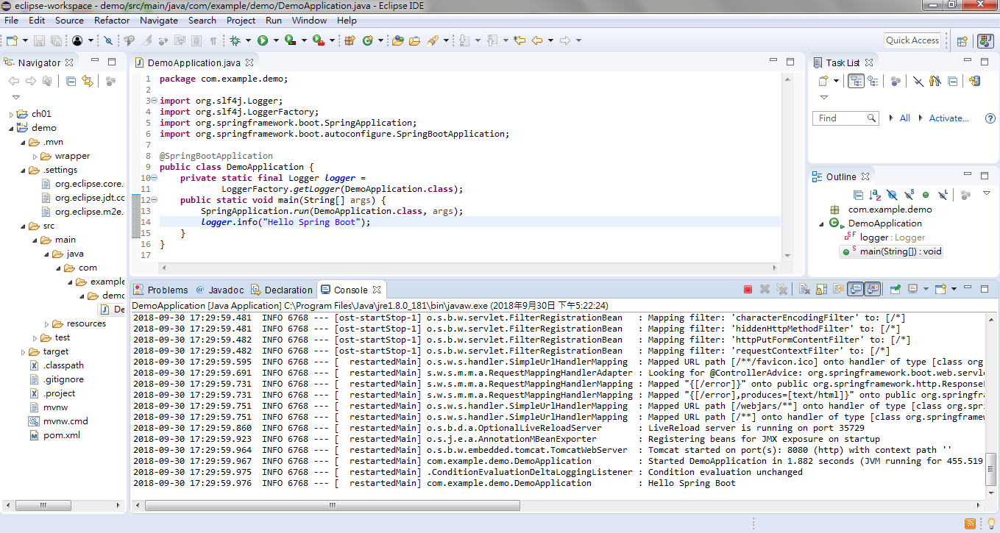 eclipse-workspace - demo/src/main/java/com/example/demo/DemoApplication.java - Eclipse IDE
File Edit Source Refactor Navigate Search Project Run Window Help
Quick Access
Navigator
ch01
demo
.mvn
wrapper
.settings
org.eclipse.core.
org.eclipse.jdt.cc
org.eclipse.m2e.
src
main
java
com
example
demo
De
resources
test
target
.classpath
.gitignore
.project
mvnw
mvnw.cmd
pom.xml
DemoApplication.java
1 package com.example.demo;
2
3 import org.slf4j.Logger;
4 import org.slf4j.LoggerFactory;
5 import org.springframework.boot.SpringApplication;
6 import org.springframework.boot.autoconfigure.SpringBootApplication;
7
8 @SpringBootApplication
9 public class DemoApplication {
10 private static final Logger logger =
11 LoggerFactory.getLogger(DemoApplication.class);
12 public static void main(String[] args) {
13 SpringApplication.run(DemoApplication.class, args);
14 logger.info("Hello Spring Boot");
15 }
16 }
17
Task List
Find All Activate...
Outline
com.example.demo
DemoApplication
logger : Logger
main(String[]) : void
Problems Javadoc Declaration Console
DemoApplication [Java Application] C:\Program Files\Java\jre1.8.0_181\bin\javaw.exe (2018年9月30日 下午5:22:24)
2018-09-30 17:29:59.481 INFO 6768 --- [ost-startStop-1] o.s.b.w.servlet.FilterRegistrationBean : Mapping filter: 'characterEncodingFilter' to: [/*]
2018-09-30 17:29:59.481 INFO 6768 --- [ost-startStop-1] o.s.b.w.servlet.FilterRegistrationBean : Mapping filter: 'hiddenHttpMethodFilter' to: [/*]
2018-09-30 17:29:59.482 INFO 6768 --- [ost-startStop-1] o.s.b.w.servlet.FilterRegistrationBean : Mapping filter: 'httpPutFormContentFilter' to: [/*]
2018-09-30 17:29:59.482 INFO 6768 --- [ost-startStop-1] o.s.b.w.servlet.FilterRegistrationBean : Mapping filter: 'requestContextFilter' to: [/*]
2018-09-30 17:29:59.595 INFO 6768 --- [ restartedMain] o.s.w.s.handler.SimpleUrlHandlerMapping : Mapped URL path [/**/favicon.ico] onto handler of type [class org
2018-09-30 17:29:59.691 INFO 6768 --- [ restartedMain] s.w.s.m.m.a.RequestMappingHandlerAdapter : Looking for @ControllerAdvice: org.springframework.boot.web.servl
2018-09-30 17:29:59.731 INFO 6768 --- [ restartedMain] s.w.s.m.m.a.RequestMappingHandlerMapping : Mapped "{[/error]}" onto public org.springframework.http.Response
2018-09-30 17:29:59.731 INFO 6768 --- [ restartedMain] s.w.s.m.m.a.RequestMappingHandlerMapping : Mapped "{[/error],produces=[text/html]}" onto public org.springfra
2018-09-30 17:29:59.751 INFO 6768 --- [ restartedMain] o.s.w.s.handler.SimpleUrlHandlerMapping : Mapped URL path [/webjars/**] onto handler of type [class org.spri
2018-09-30 17:29:59.751 INFO 6768 --- [ restartedMain] o.s.w.s.handler.SimpleUrlHandlerMapping : Mapped URL path [/**] onto handler of type [class org.springframew
2018-09-30 17:29:59.860 INFO 6768 --- [ restartedMain] o.s.b.d.a.OptionalLiveReloadServer : LiveReload server is running on port 35729
2018-09-30 17:29:59.923 INFO 6768 --- [ restartedMain] o.s.j.e.a.AnnotationMBeanExporter : Registering beans for JMX exposure on startup
2018-09-30 17:29:59.964 INFO 6768 --- [ restartedMain] o.s.b.w.embedded.tomcat.TomcatWebServer : Tomcat started on port(s): 8080 (http) with context path ''
2018-09-30 17:29:59.967 INFO 6768 --- [ restartedMain] com.example.demo.DemoApplication : Started DemoApplication in 1.882 seconds (JVM running for 455.519
2018-09-30 17:29:59.975 INFO 6768 --- [ restartedMain] .ConditionEvaluationDeltaLoggingListener : Condition evaluation unchanged
2018-09-30 17:29:59.976 INFO 6768 --- [ restartedMain] com.example.demo.DemoApplication : Hello Spring Boot